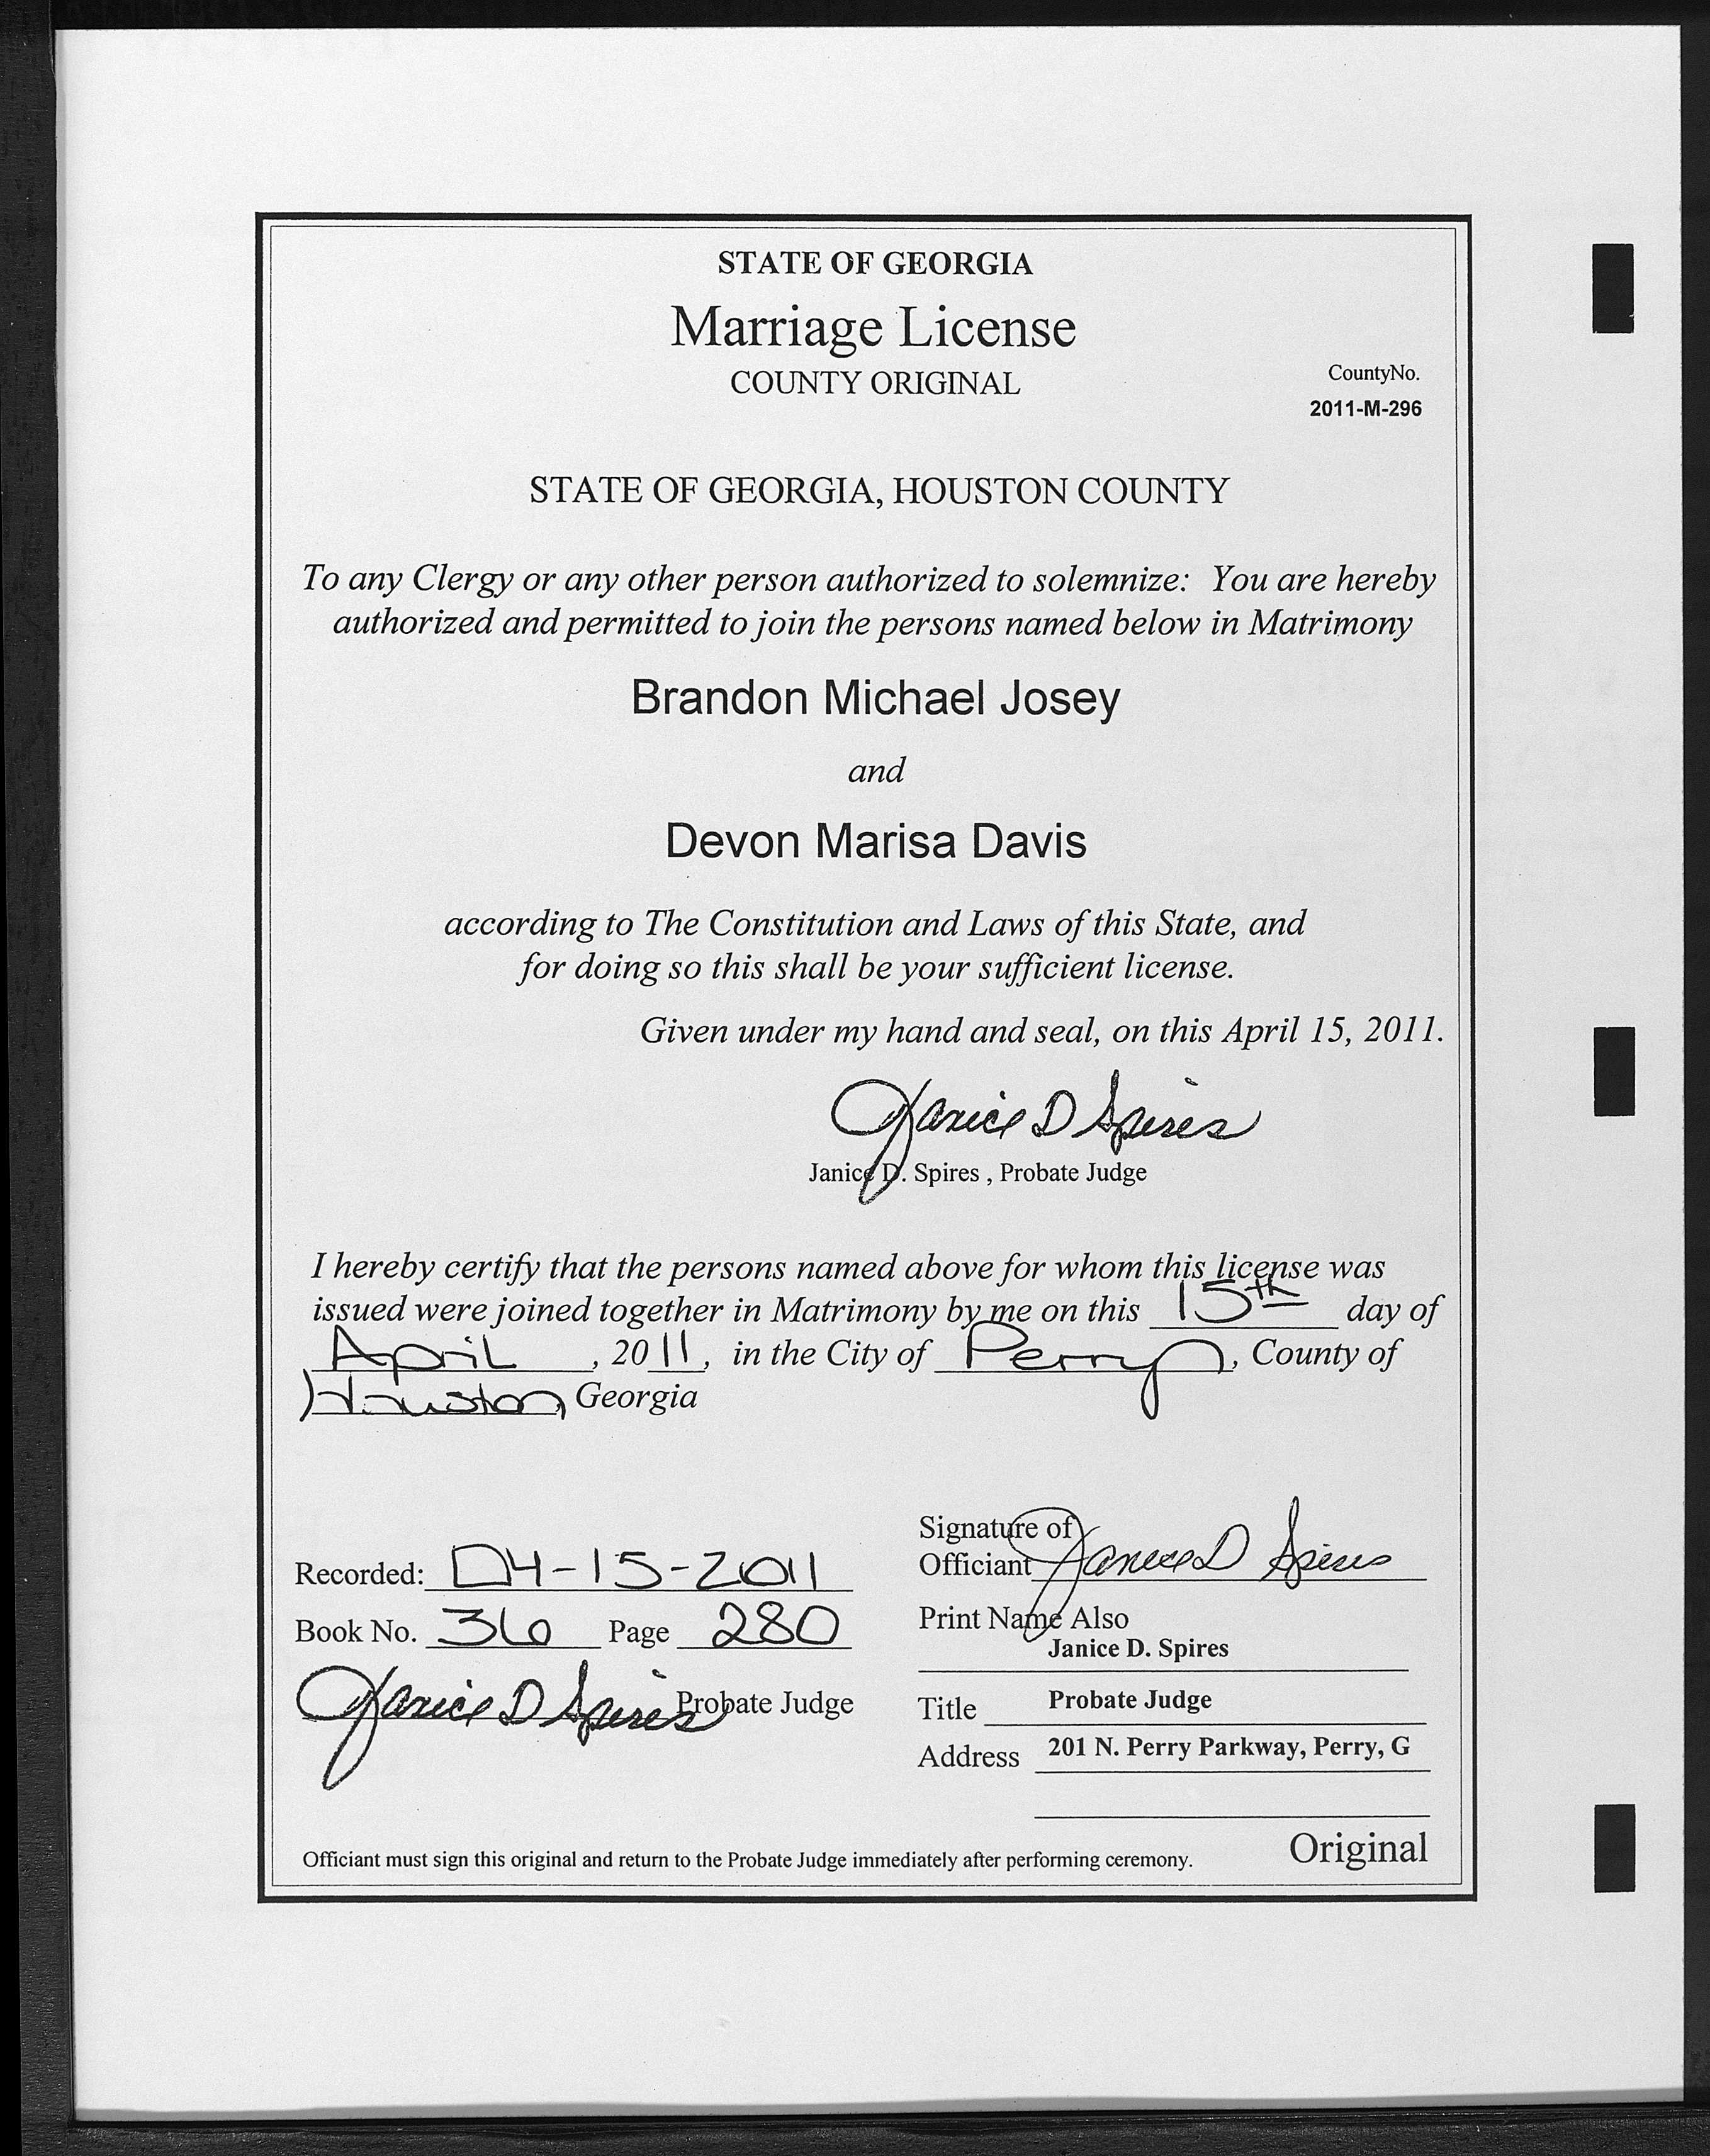 STATE OF GEORGIA
Marriage License
COUNTY ORIGINAL
CountyNo.
2011-M-296
STATE OF GEORGIA, HOUSTON COUNTY
To any Clergy or any other person authorized to solemnize: You are hereby
authorized and permitted to join the persons named below in Matrimony
Brandon Michael Josey
and
Devon Marisa Davis
according to The Constitution and Laws of this State, and
for doing so this shall be your sufficient license.
Given under my hand and seal, on this April 15, 2011.
Janice D Spires
Janice D. Spires , Probate Judge
I hereby certify that the persons named above for whom this license was
issued were joined together in Matrimony by me on this 15th day of
April, 2011, in the City of Perry, County of
Houston, Georgia
Signature of
Officiant Janice D Spires
Recorded: 04-15-2011
Book No. 36 Page 280
Print Name Also
Janice D. Spires
Janice D Spires Probate Judge
Title Probate Judge
Address 201 N. Perry Parkway, Perry, G
Original
Officiant must sign this original and return to the Probate Judge immediately after performing ceremony.